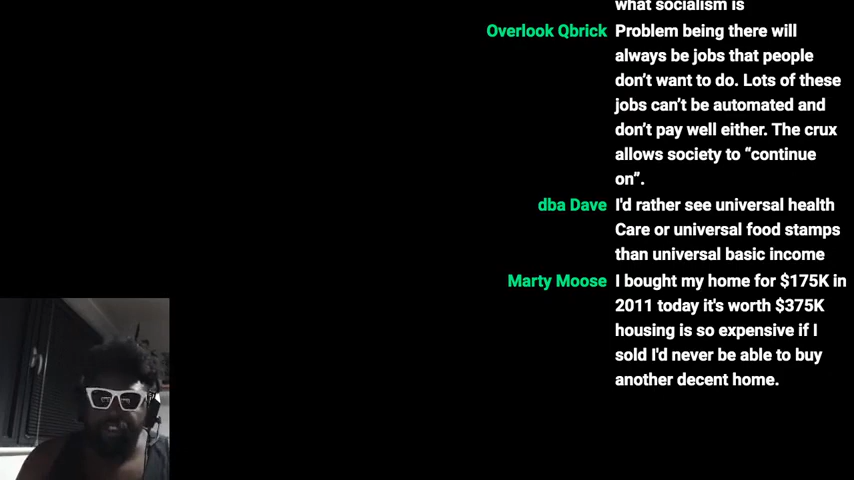 what socialism is
Overlook Qbrick Problem being there will
always be jobs that people
don't want to do. Lots of these
jobs can't be automated and
don't pay well either. The crux
allows society to “continue
on”.
dba Dave I'd rather see universal health
Care or universal food stamps
than universal basic income
Marty Moose I bought my home for $175K in
2011 today it's worth $375K
housing is so expensive if I
sold I'd never be able to buy
another decent home.